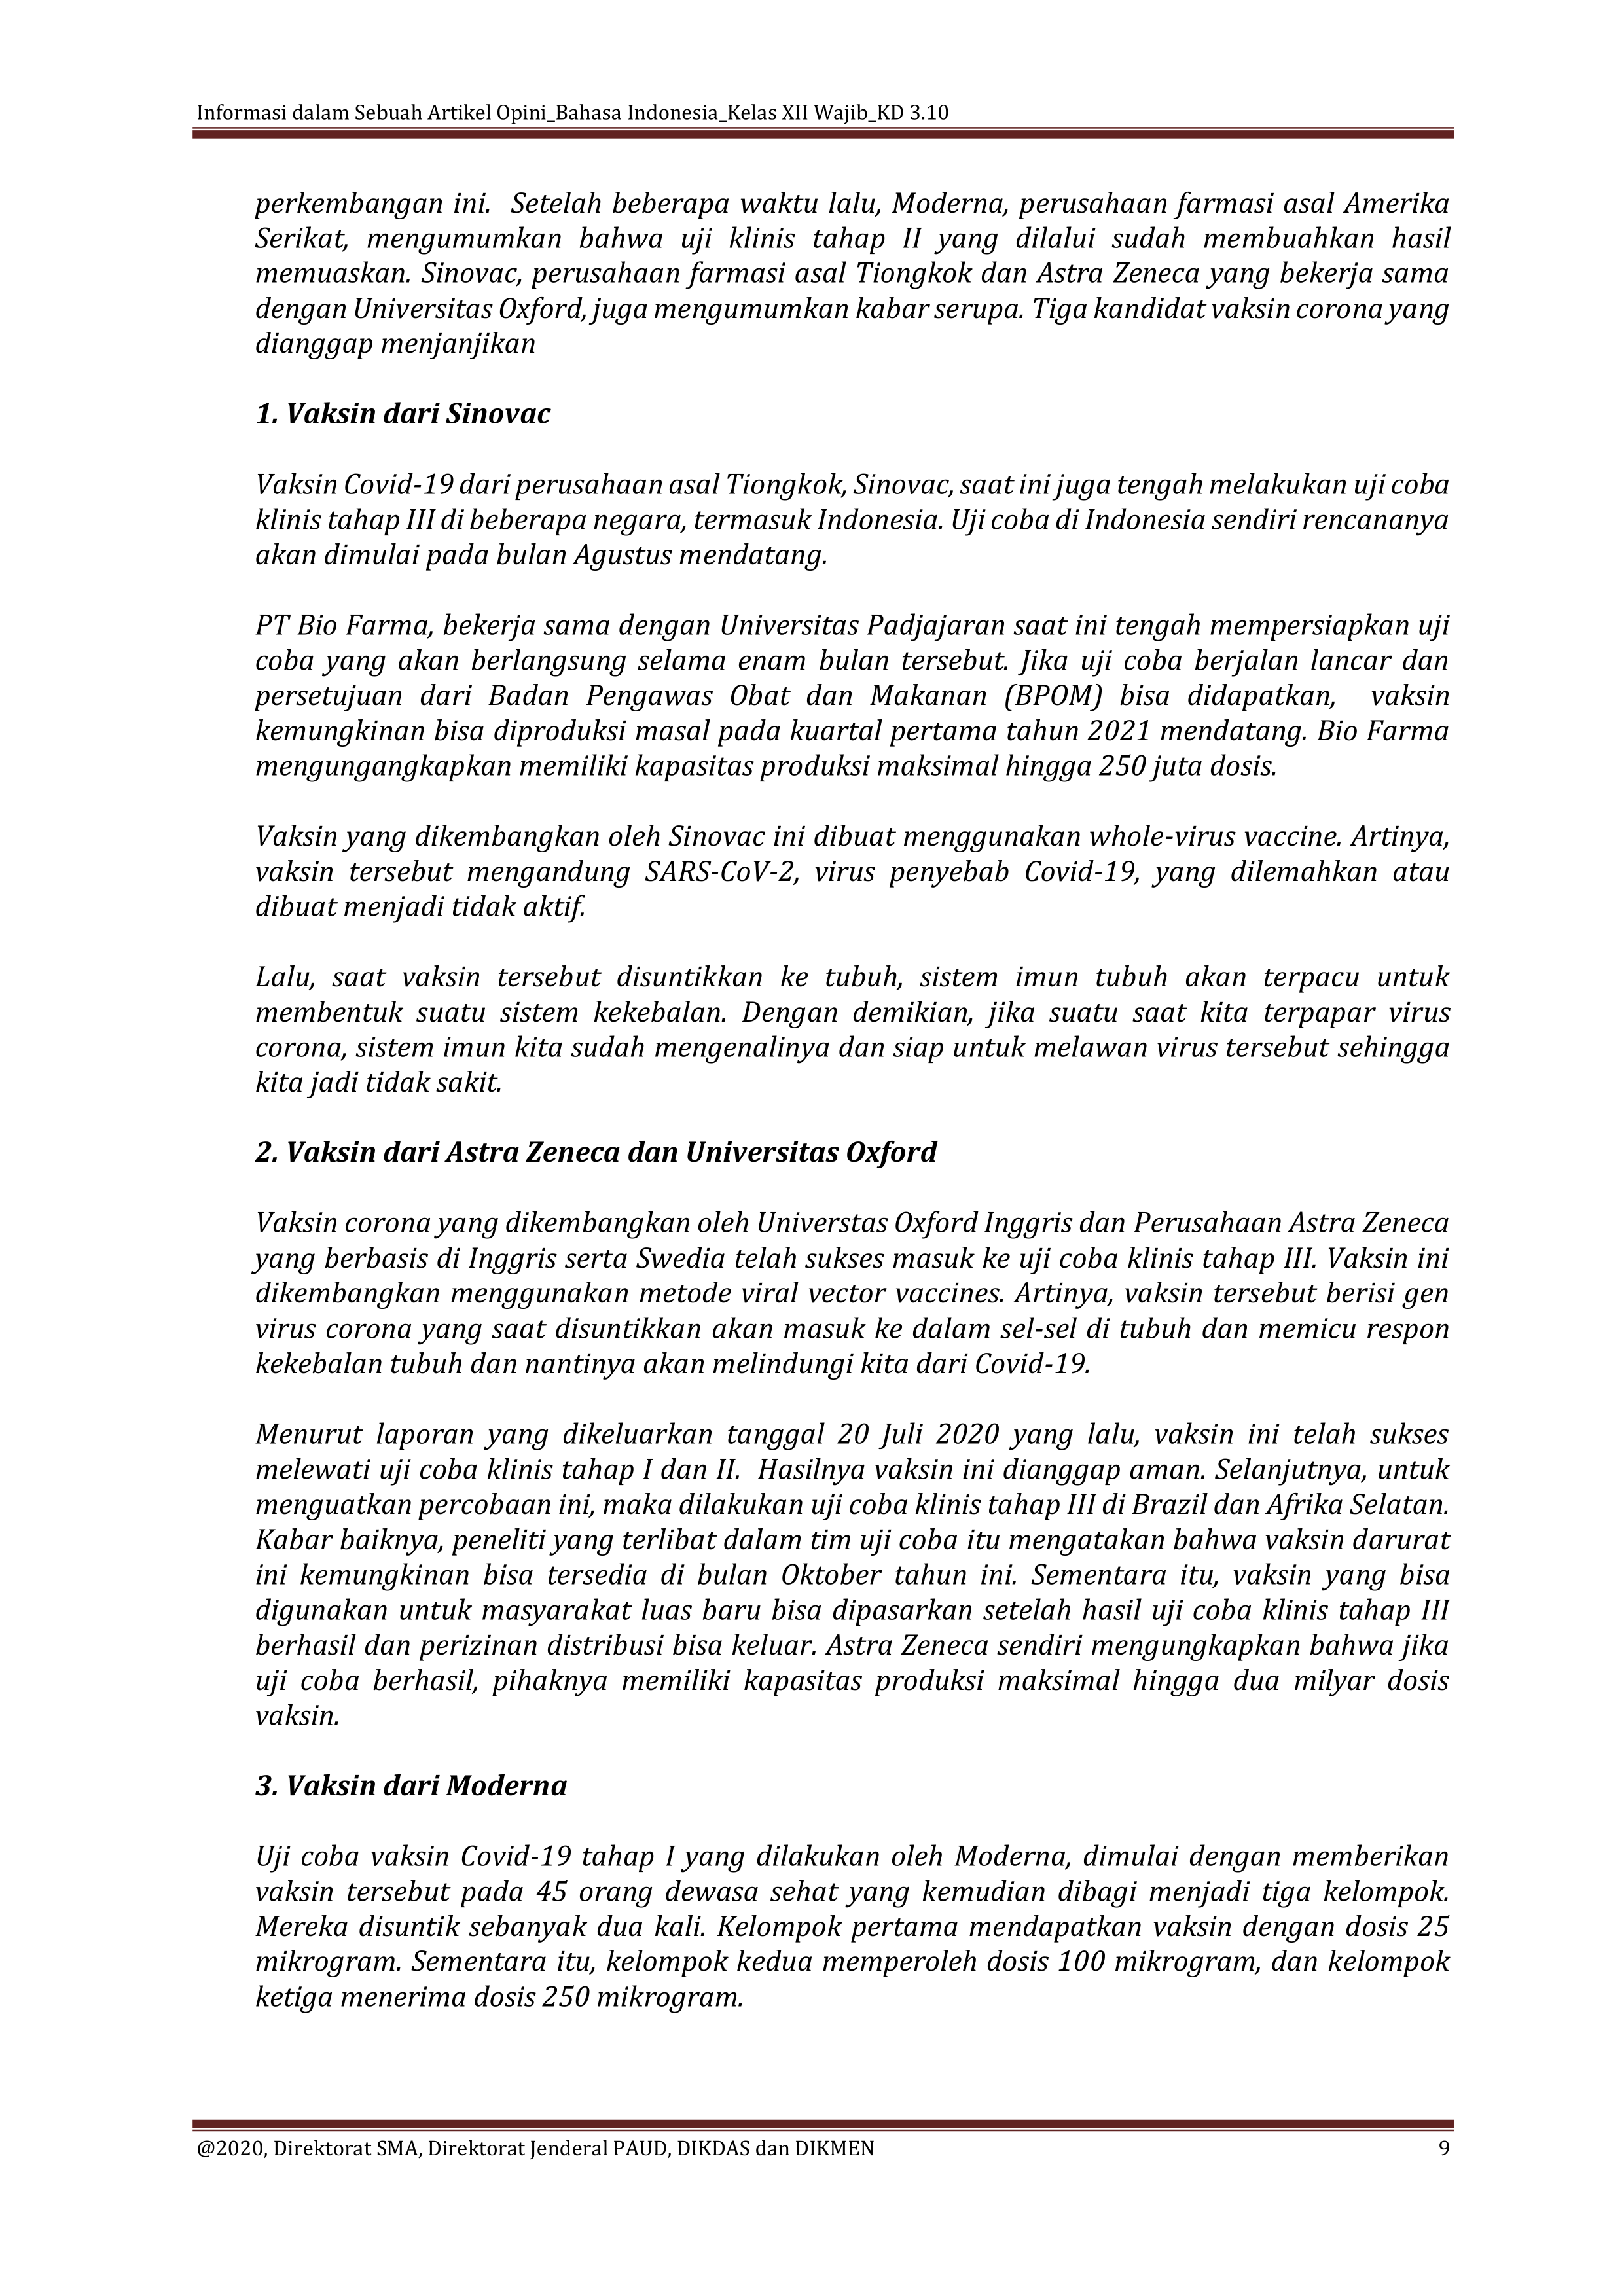 Informasi dalam Sebuah Artikel Opini_Bahasa Indonesia_Kelas XII Wajib_KD 3.10
perkembangan ini.  Setelah beberapa waktu lalu, Moderna, perusahaan farmasi asal Amerika
Serikat, mengumumkan bahwa uji klinis tahap II yang dilalui sudah membuahkan hasil
memuaskan. Sinovac, perusahaan farmasi asal Tiongkok dan Astra Zeneca yang bekerja sama
dengan Universitas Oxford, juga mengumumkan kabar serupa. Tiga kandidat vaksin corona yang
dianggap menjanjikan
1. Vaksin dari Sinovac
Vaksin Covid-19 dari perusahaan asal Tiongkok, Sinovac, saat ini juga tengah melakukan uji coba
klinis tahap III di beberapa negara, termasuk Indonesia. Uji coba di Indonesia sendiri rencananya
akan dimulai pada bulan Agustus mendatang.
PT Bio Farma, bekerja sama dengan Universitas Padjajaran saat ini tengah mempersiapkan uji
coba yang akan berlangsung selama enam bulan tersebut. Jika uji coba berjalan lancar dan
persetujuan dari Badan Pengawas Obat dan Makanan (BPOM) bisa didapatkan,  vaksin
kemungkinan bisa diproduksi masal pada kuartal pertama tahun 2021 mendatang. Bio Farma
mengungangkapkan memiliki kapasitas produksi maksimal hingga 250 juta dosis.
Vaksin yang dikembangkan oleh Sinovac ini dibuat menggunakan whole-virus vaccine. Artinya,
vaksin tersebut mengandung SARS-CoV-2, virus penyebab Covid-19, yang dilemahkan atau
dibuat menjadi tidak aktif.
Lalu, saat vaksin tersebut disuntikkan ke tubuh, sistem imun tubuh akan terpacu untuk
membentuk suatu sistem kekebalan. Dengan demikian, jika suatu saat kita terpapar virus
corona, sistem imun kita sudah mengenalinya dan siap untuk melawan virus tersebut sehingga
kita jadi tidak sakit.
2. Vaksin dari Astra Zeneca dan Universitas Oxford
Vaksin corona yang dikembangkan oleh Universtas Oxford Inggris dan Perusahaan Astra Zeneca
yang berbasis di Inggris serta Swedia telah sukses masuk ke uji coba klinis tahap III. Vaksin ini
dikembangkan menggunakan metode viral vector vaccines. Artinya, vaksin tersebut berisi gen
virus corona yang saat disuntikkan akan masuk ke dalam sel-sel di tubuh dan memicu respon
kekebalan tubuh dan nantinya akan melindungi kita dari Covid-19.
Menurut laporan yang dikeluarkan tanggal 20 Juli 2020 yang lalu, vaksin ini telah sukses
melewati uji coba klinis tahap I dan II.  Hasilnya vaksin ini dianggap aman. Selanjutnya, untuk
menguatkan percobaan ini, maka dilakukan uji coba klinis tahap III di Brazil dan Afrika Selatan.
Kabar baiknya, peneliti yang terlibat dalam tim uji coba itu mengatakan bahwa vaksin darurat
ini kemungkinan bisa tersedia di bulan Oktober tahun ini. Sementara itu, vaksin yang bisa
digunakan untuk masyarakat luas baru bisa dipasarkan setelah hasil uji coba klinis tahap III
berhasil dan perizinan distribusi bisa keluar. Astra Zeneca sendiri mengungkapkan bahwa jika
uji coba berhasil, pihaknya memiliki kapasitas produksi maksimal hingga dua milyar dosis
vaksin.
3. Vaksin dari Moderna
Uji coba vaksin Covid-19 tahap I yang dilakukan oleh Moderna, dimulai dengan memberikan
vaksin tersebut pada 45 orang dewasa sehat yang kemudian dibagi menjadi tiga kelompok.
Mereka disuntik sebanyak dua kali. Kelompok pertama mendapatkan vaksin dengan dosis 25
mikrogram. Sementara itu, kelompok kedua memperoleh dosis 100 mikrogram, dan kelompok
ketiga menerima dosis 250 mikrogram.
@2020, Direktorat SMA, Direktorat Jenderal PAUD, DIKDAS dan DIKMEN 9